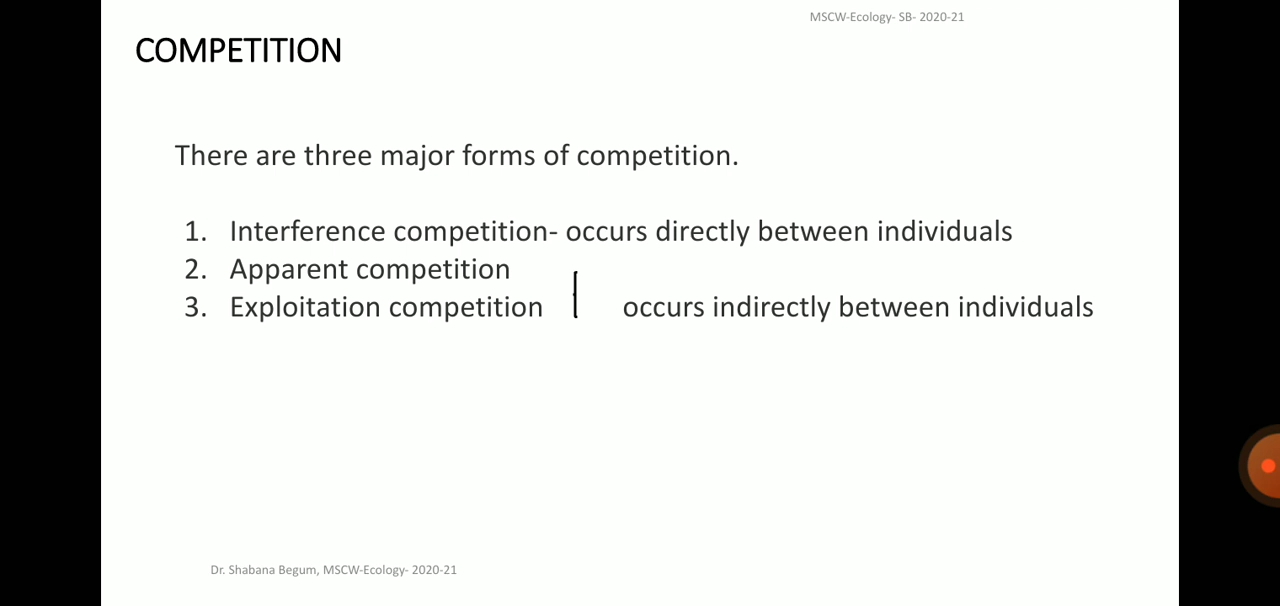 MSCW-Ecology- SB- 2020-21
COMPETITION
There are three major forms of competition.
1. Interference competition- occurs directly between individuals
2. Apparent competition
3. Exploitation competition occurs indirectly between individuals
Dr. Shabana Begum, MSCW-Ecology- 2020-21